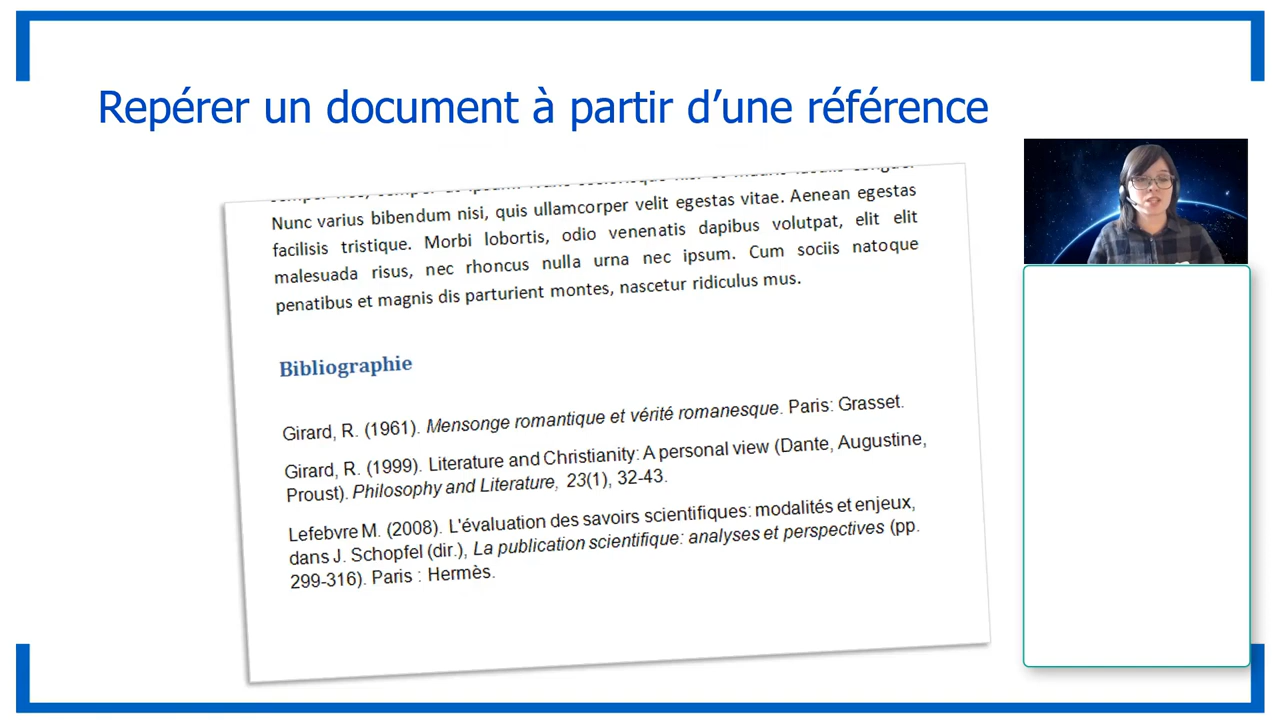 Repérer un document à partir d’une référence
Nunc varius bibendum nisi, quis ullamcorper velit egestas vitae. Aenean egestas
facilisis tristique. Morbi lobortis, odio venenatis dapibus volutpat, elit elit
malesuada risus, nec rhoncus nulla urna nec ipsum. Cum sociis natoque
penatibus et magnis dis parturient montes, nascetur ridiculus mus.
Bibliographie
Girard, R. (1961). Mensonge romantique et vérité romanesque. Paris: Grasset.
Girard, R. (1999). Literature and Christianity: A personal view (Dante, Augustine,
Proust). Philosophy and Literature, 23(1), 32-43.
Lefebvre M. (2008). L'évaluation des savoirs scientifiques: modalités et enjeux,
dans J. Schopfel (dir.), La publication scientifique: analyses et perspectives (pp.
299-316). Paris : Hermès.